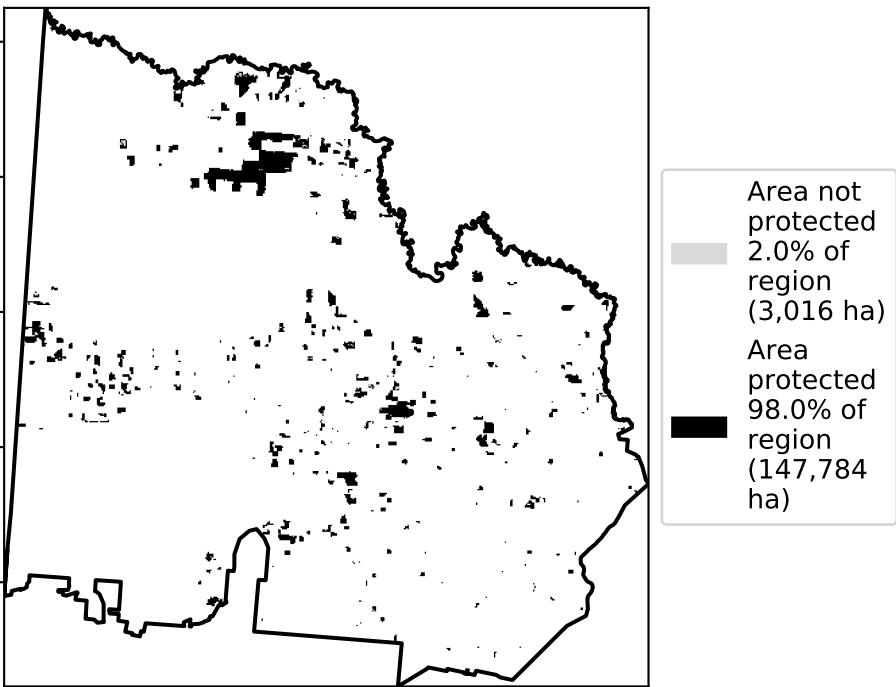 Area not
protected
2.0% of
region
(3,016 ha)
Area
protected
98.0% of
region
(147,784
ha)